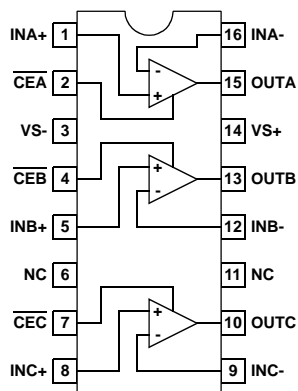 INA+ 1 16 INA-
CEA 2 - + 15 OUTA
VS- 3 14 VS+
CEB 4 + - 13 OUTB
INB+ 5 12 INB-
NC 6 11 NC
CEC 7 + - 10 OUTC
INC+ 8 9 INC-